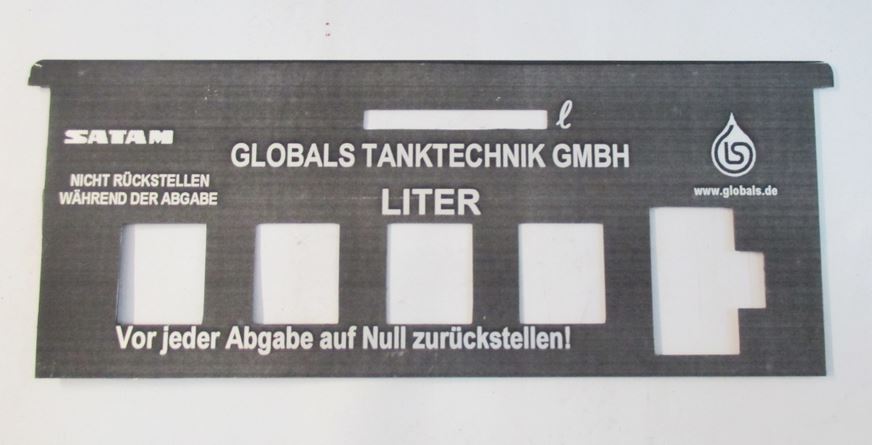 ℓ
SATAM
GLOBALS TANKTECHNIK GMBH
LS
www.globals.de
NICHT RÜCKSTELLEN
WÄHREND DER ABGABE
LITER
Vor jeder Abgabe auf Null zurückstellen!